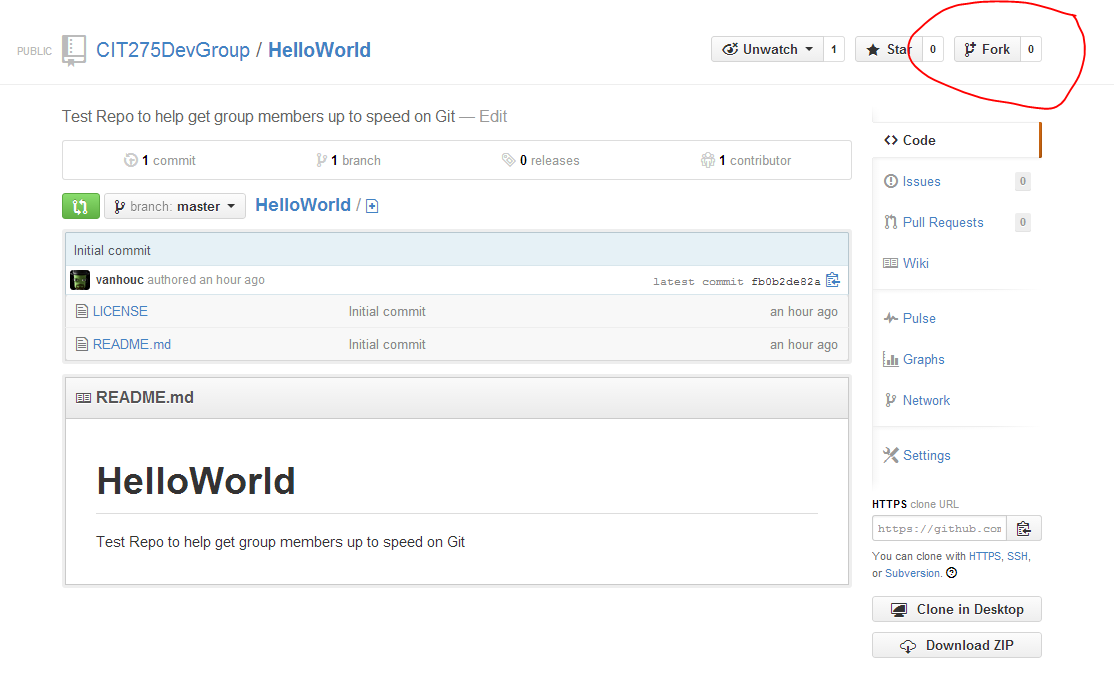 PUBLIC CIT275DevGroup / HelloWorld Unwatch 1 Star 0 Fork 0
Test Repo to help get group members up to speed on Git — Edit
1 commit 1 branch 0 releases 1 contributor
branch: master HelloWorld /
Initial commit
vanhouc authored an hour ago latest commit fb0b2de82a
LICENSE Initial commit an hour ago
README.md Initial commit an hour ago
README.md
HelloWorld
Test Repo to help get group members up to speed on Git
Code
Issues 0
Pull Requests 0
Wiki
Pulse
Graphs
Network
Settings
HTTPS clone URL
https://github.com
You can clone with HTTPS, SSH,
or Subversion.
Clone in Desktop
Download ZIP